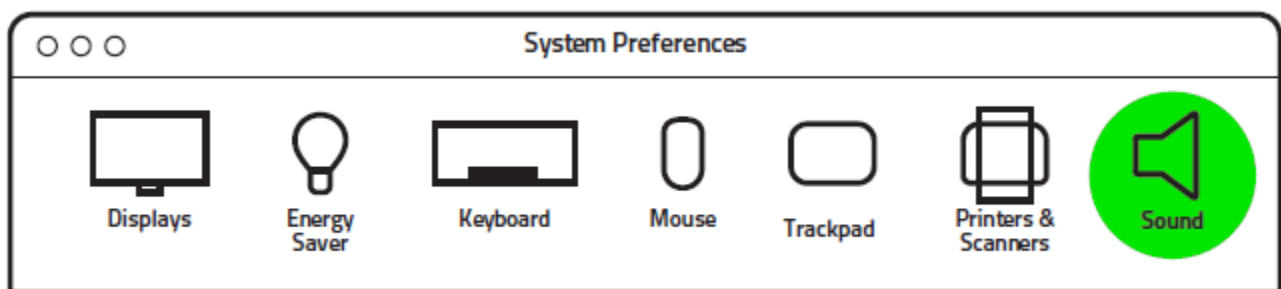 System Preferences
Displays
Energy
Saver
Keyboard
Mouse
Trackpad
Printers &
Scanners
Sound